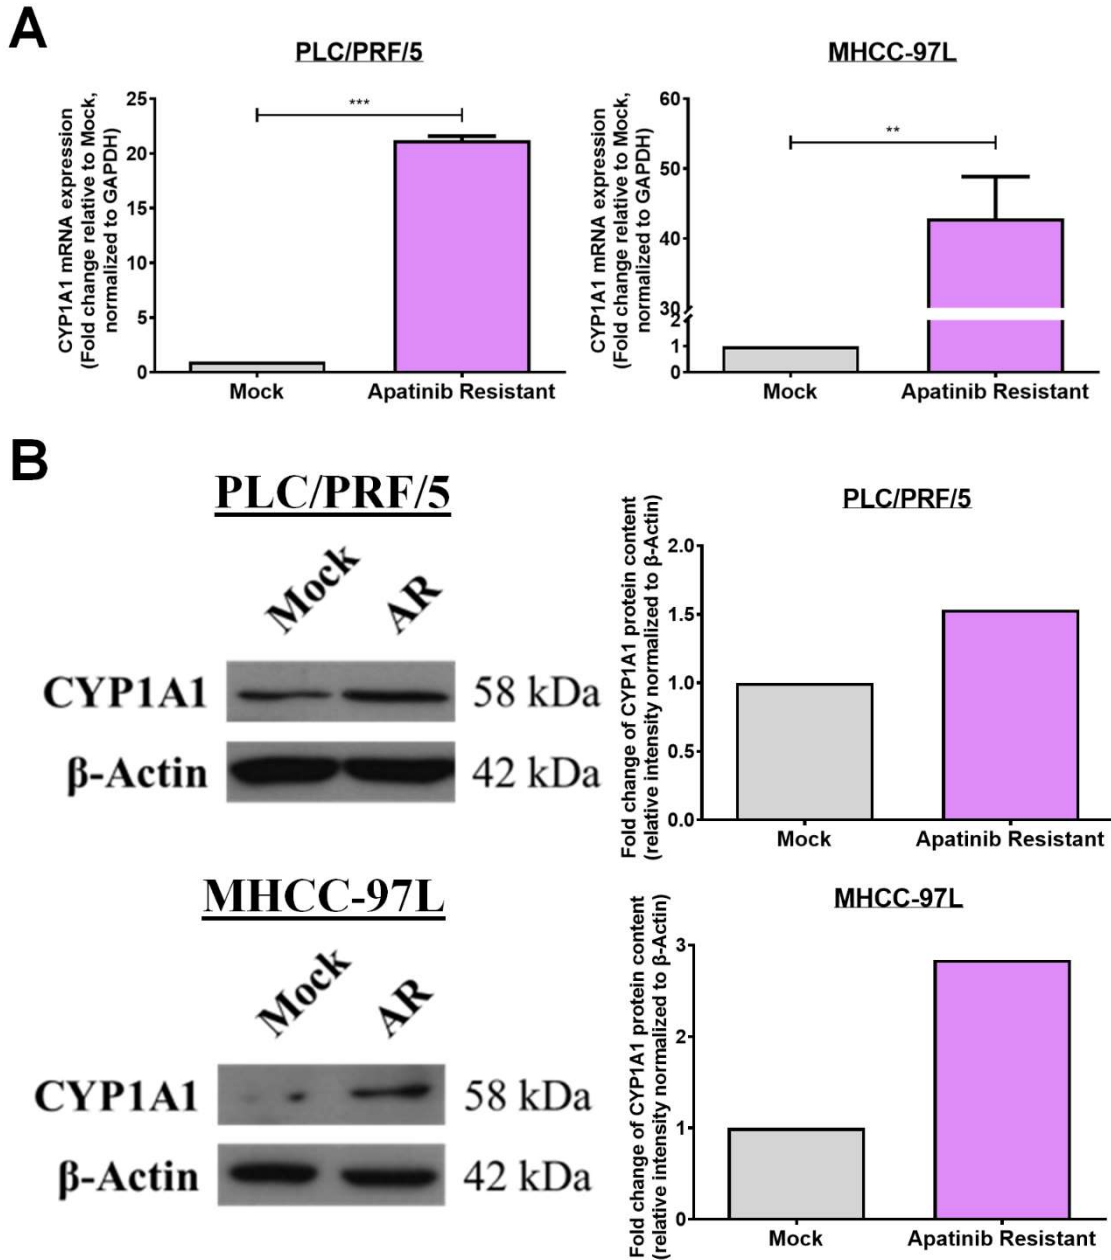 A
PLC/PRF/5
CYP1A1 mRNA expression
(Fold change relative to Mock,
normalized to GAPDH)
25
20
15
10
5
0
***
Mock
Apatinib Resistant
MHCC-97L
CYP1A1 mRNA expression
(Fold change relative to Mock,
normalized to GAPDH)
60
50
40
30
2
1
0
**
Mock
Apatinib Resistant
B
PLC/PRF/5
Mock
AR
CYP1A1
58 kDa
β-Actin
42 kDa
PLC/PRF/5
Fold change of CYP1A1 protein content
(relative intensity normalized to β-Actin)
2.0
1.5
1.0
0.5
0.0
Mock
Apatinib Resistant
MHCC-97L
Mock
AR
CYP1A1
58 kDa
β-Actin
42 kDa
MHCC-97L
Fold change of CYP1A1 protein content
(relative intensity normalized to β-Actin)
3
2
1
0
Mock
Apatinib Resistant